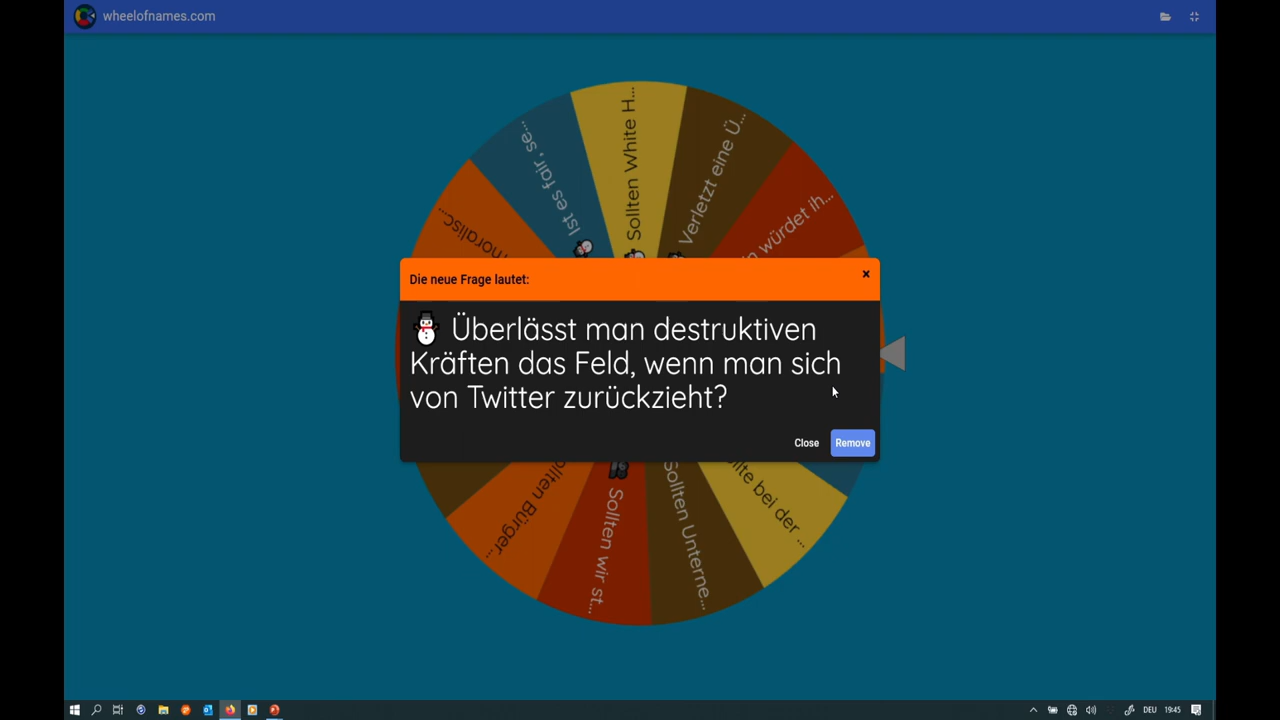 wheelofnames.com
...moralisc
Ist es fair, se...
Sollten White H...
Verletzt eine Ü...
n würdet ih...
Die neue Frage lautet:
Überlässt man destruktiven
Kräften das Feld, wenn man sich
von Twitter zurückzieht?
Close
Remove
ollten Bürger...
Sollten wir st...
Sollten Unterne...
llte bei der ...
DEU
19:45